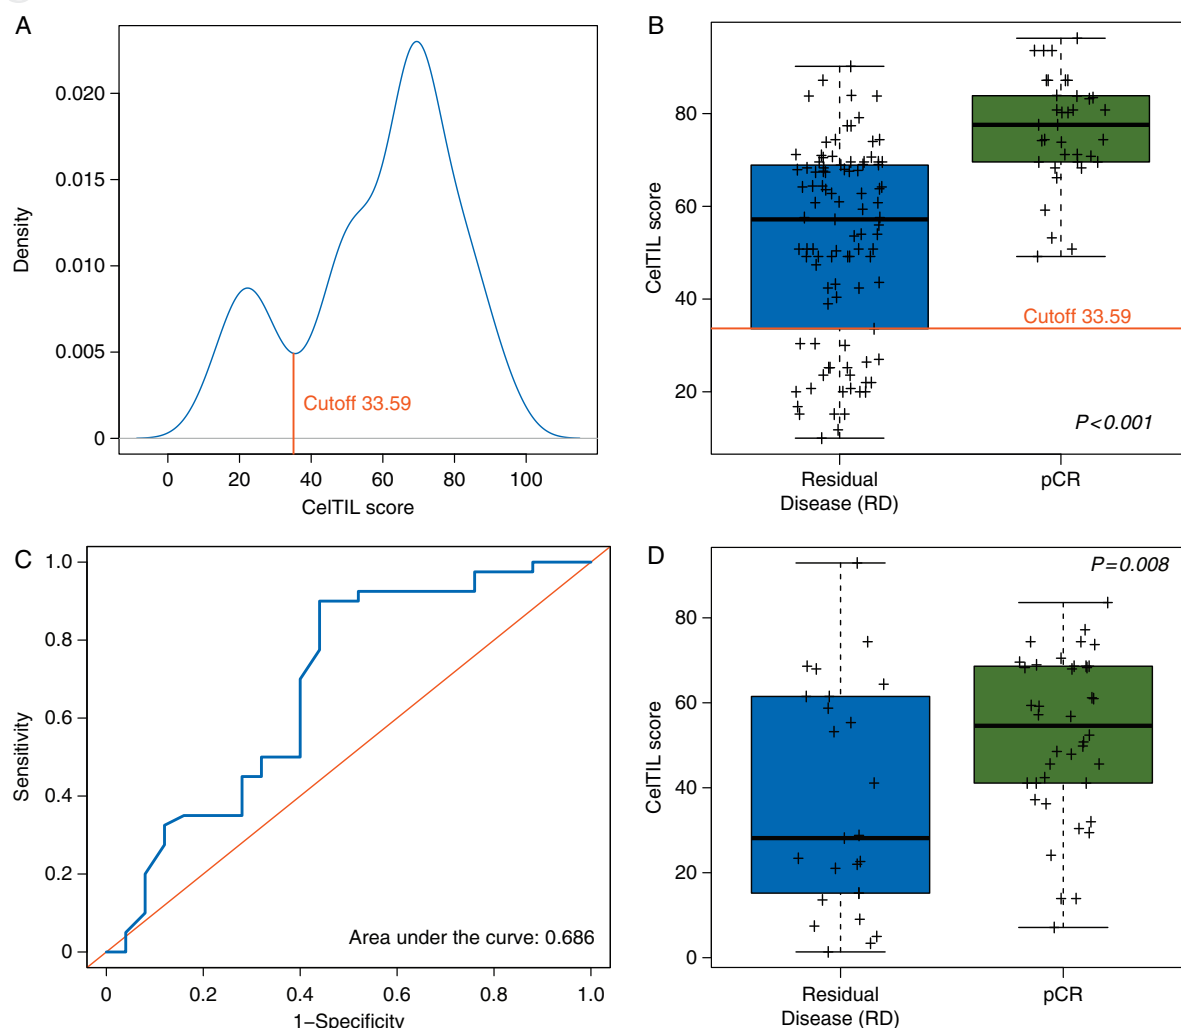 A
0.020
0.015
0.010
0.005
0
Density
Cutoff 33.59
0 20 40 60 80 100
CelTIL score
B
80
60
40
20
CelTIL score
Cutoff 33.59
P<0.001
Residual
Disease (RD)
pCR
C
1.0
0.8
0.6
0.4
0.2
0
Sensitivity
Area under the curve: 0.686
0 0.2 0.4 0.6 0.8 1.0
1–Specificity
D
P=0.008
80
60
40
20
0
CelTIL score
Residual
Disease (RD)
pCR